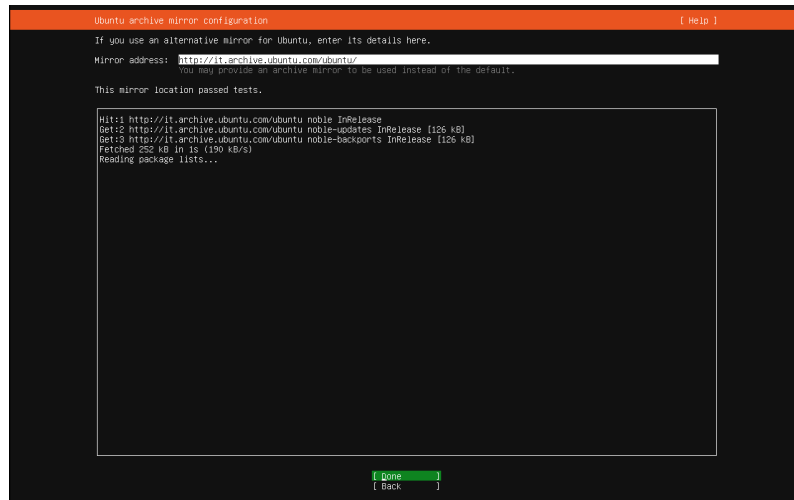 Ubuntu archive mirror configuration [ Help ]
If you use an alternative mirror for Ubuntu, enter its details here.
Mirror address: http://it.archive.ubuntu.com/ubuntu/
You may provide an archive mirror to be used instead of the default.
This mirror location passed tests.
Hit:1 http://it.archive.ubuntu.com/ubuntu noble InRelease
Get:2 http://it.archive.ubuntu.com/ubuntu noble-updates InRelease [126 kB]
Get:3 http://it.archive.ubuntu.com/ubuntu noble-backports InRelease [126 kB]
Fetched 252 kB in 1s (190 kB/s)
Reading package lists...
[ Done ]
[ Back ]